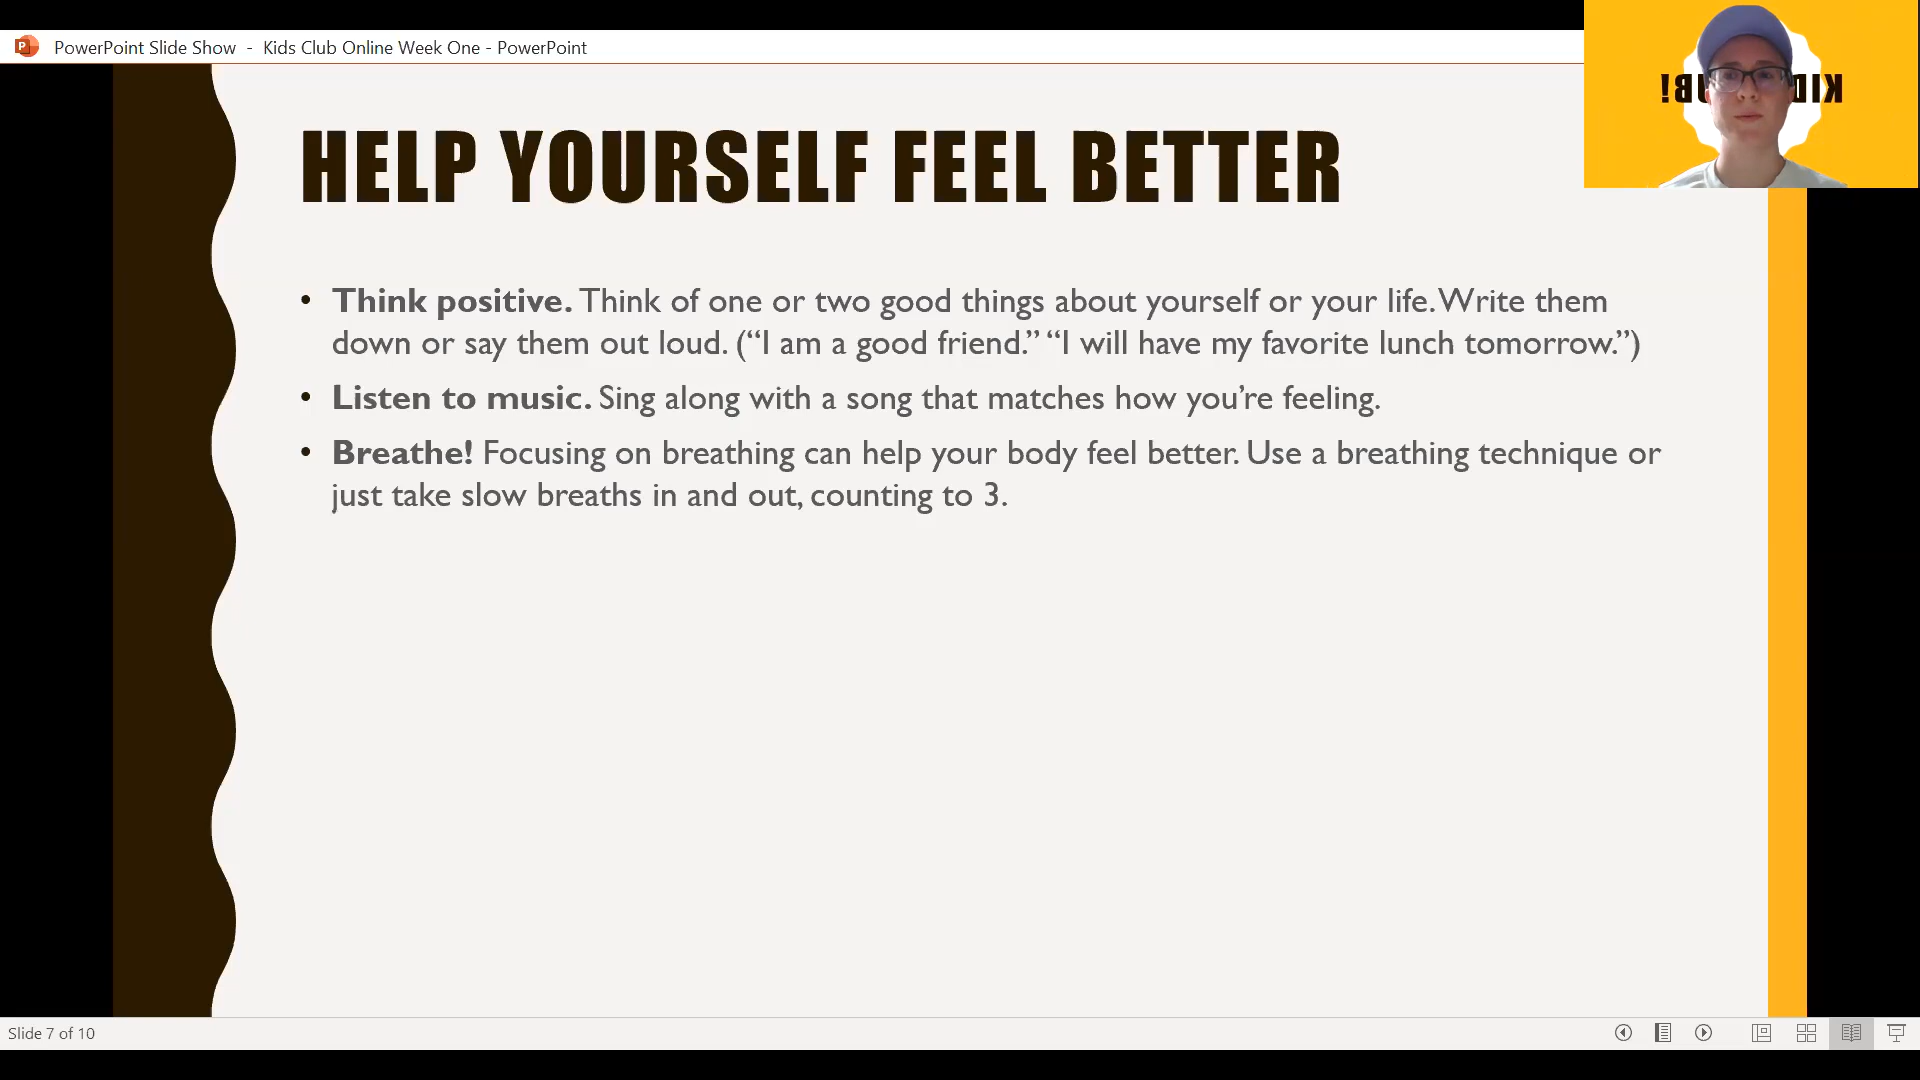 PowerPoint Slide Show - Kids Club Online Week One - PowerPoint
HELP YOURSELF FEEL BETTER
• Think positive. Think of one or two good things about yourself or your life. Write them
down or say them out loud. (“I am a good friend.” “I will have my favorite lunch tomorrow.”)
• Listen to music. Sing along with a song that matches how you’re feeling.
• Breathe! Focusing on breathing can help your body feel better. Use a breathing technique or
just take slow breaths in and out, counting to 3.
Slide 7 of 10